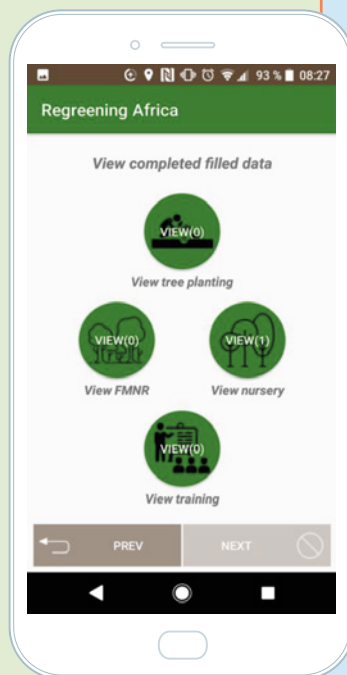 93 % 08:27
Regreening Africa
View completed filled data
VIEW(0)
View tree planting
VIEW(0) VIEW(1)
View FMNR View nursery
VIEW(0)
View training
PREV NEXT